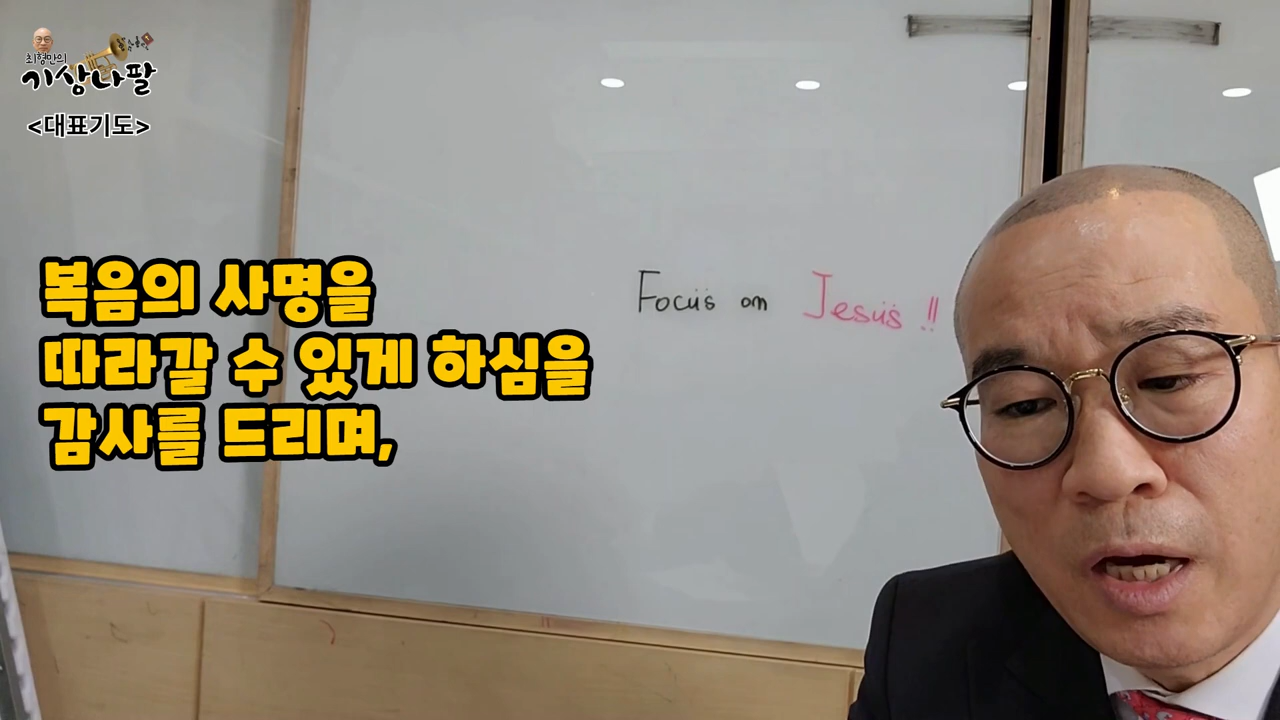 최형만의
기상나팔
<대표기도>
복음의 사명을
따라갈 수 있게 하심을
감사를 드리며,
Focus on Jesus!!